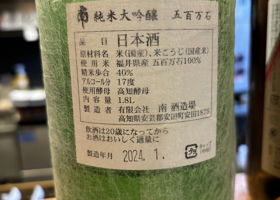 南 純米大吟醸 五百万石
品目 日本酒
原材料名 米(国産)、米こうじ(国産米)
使用米 福井県産 五百万石100%
精米歩合 40%
アルコール分 17度
使用酵母 高知酵母
内容量 1.8L
製造者 有限会社 南 酒造場
高知県安芸郡安田町安田1875
飲酒は20歳になってから
お酒はおいしく適量に
製造年月 2024. 1.
紙